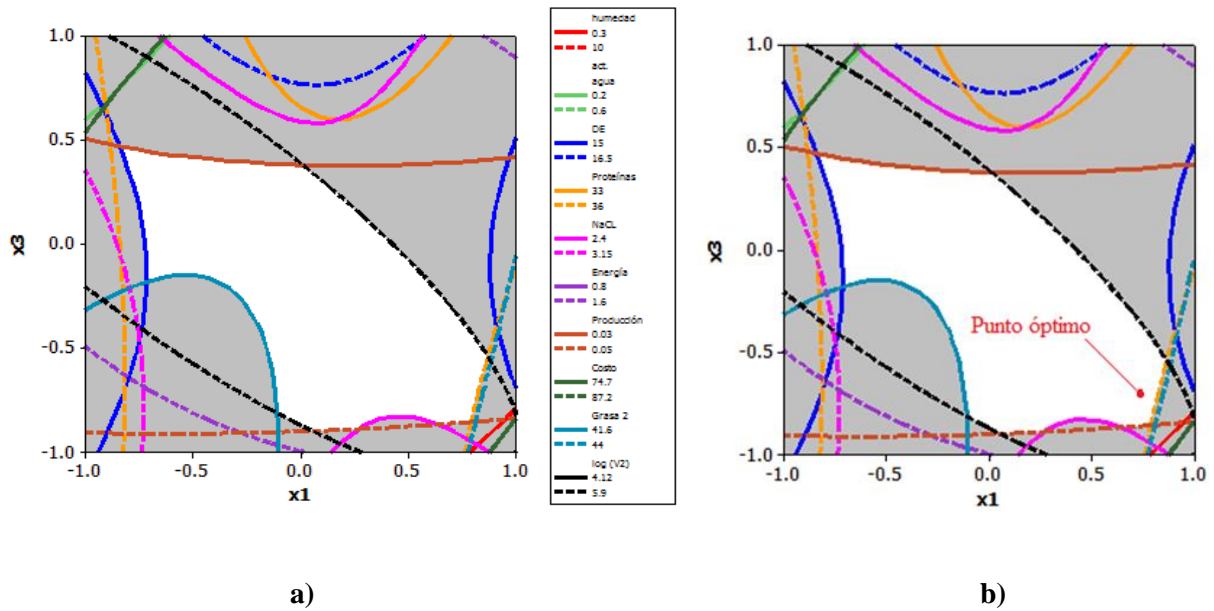 1.0
0.5
0.0
-0.5
-1.0
x3
-1.0 -0.5 0.0 0.5 1.0
x1
humedad
0.3
10
act.
agua
0.2
0.6
DE
15
16.5
Proteínas
33
36
NaCL
2.4
3.15
Energía
0.8
1.6
Producción
0.03
0.05
Costo
74.7
87.2
Grasa 2
41.6
44
log (V2)
4.12
5.9
1.0
0.5
0.0
-0.5
-1.0
x3
Punto óptimo
-1.0 -0.5 0.0 0.5 1.0
x1
a)
b)